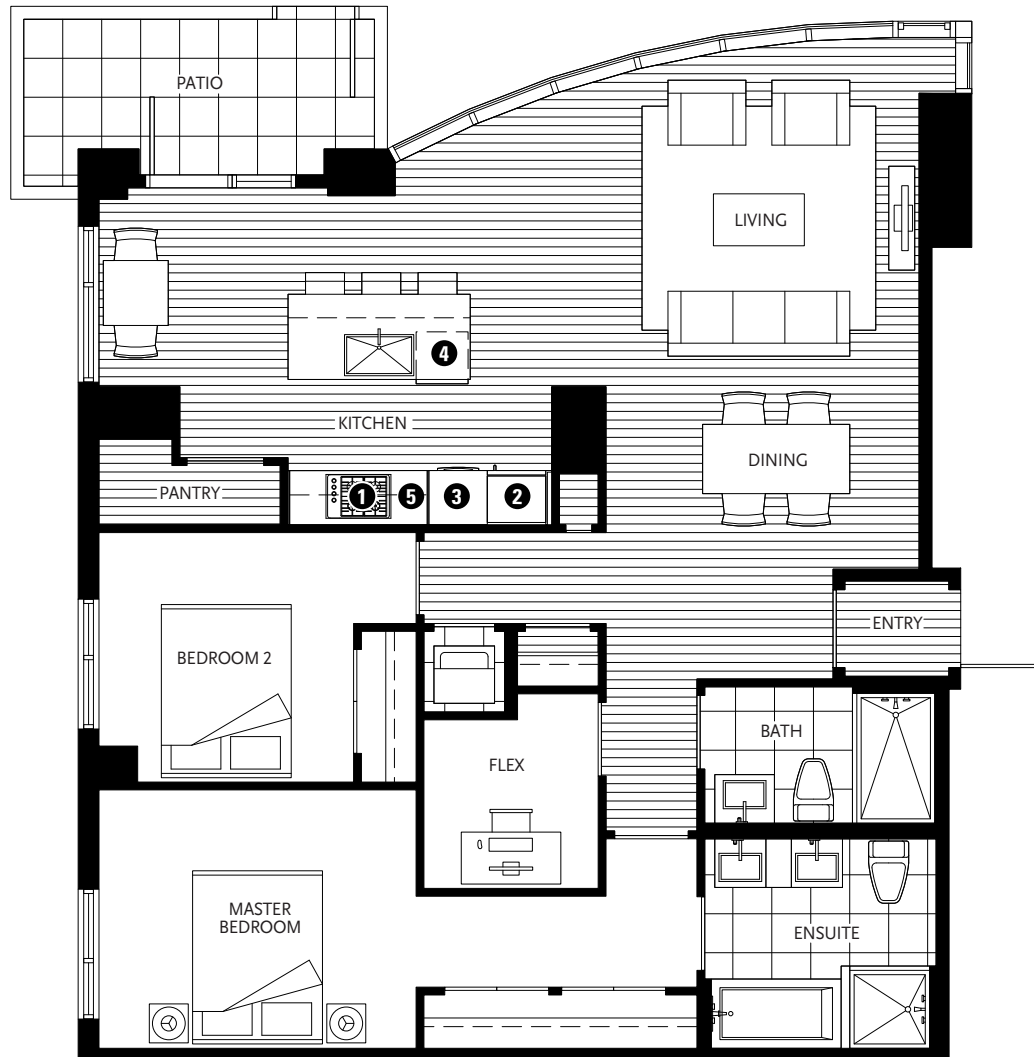 PATIO
LIVING
4
KITCHEN
DINING
PANTRY
1 5 3 2
ENTRY
BEDROOM 2
BATH
FLEX
MASTER
BEDROOM
ENSUITE